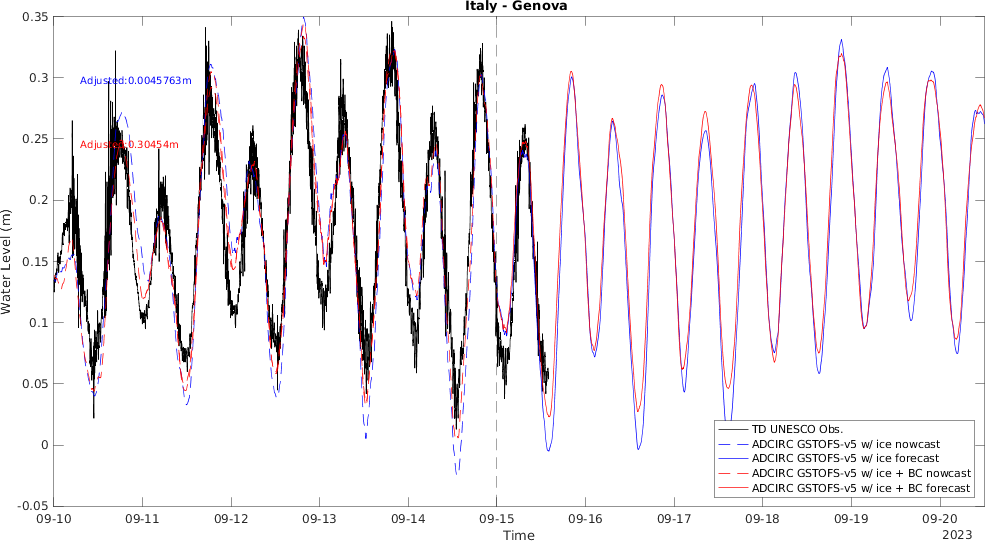 Italy - Genova
0.35
0.3
0.25
0.2
0.15
0.1
0.05
0
-0.05
Water Level (m)
Adjusted:0.0045763m
Adjusted:0.30454m
TD UNESCO Obs.
ADCIRC GSTOFS-v5 w/ ice nowcast
ADCIRC GSTOFS-v5 w/ ice forecast
ADCIRC GSTOFS-v5 w/ ice + BC nowcast
ADCIRC GSTOFS-v5 w/ ice + BC forecast
09-10 09-11 09-12 09-13 09-14 09-15 09-16 09-17 09-18 09-19 09-20
Time
2023